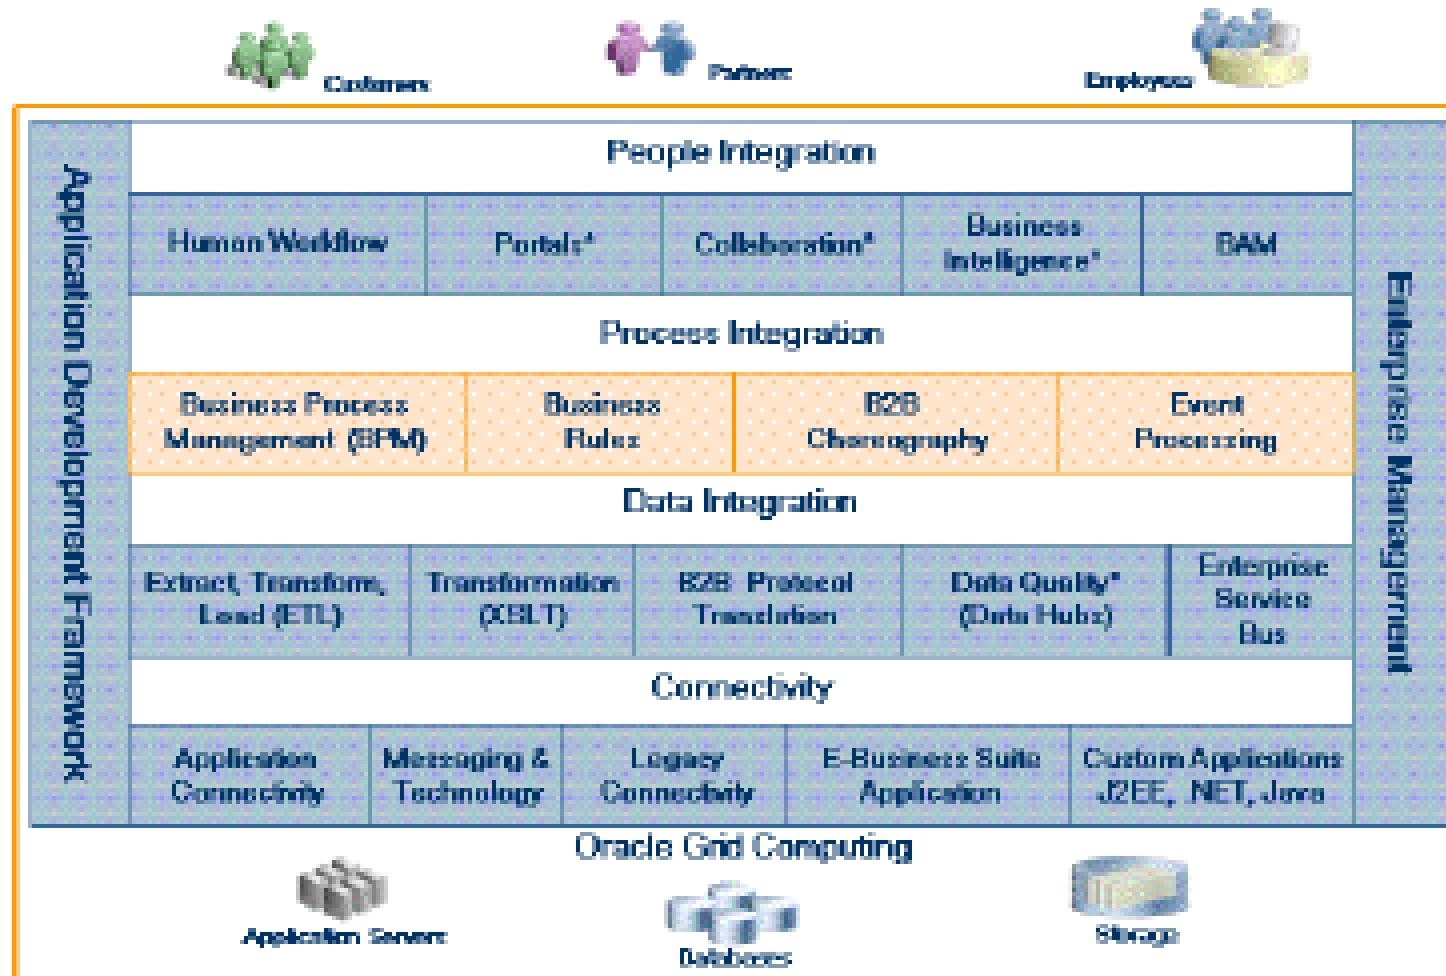 Customers
Partners
Employees
People Integration
Application Development Framework
Human Workflow
Portals*
Collaboration*
Business
Intelligence*
BAM
Enterprise Management
Process Integration
Business Process
Management (BPM)
Business
Rules
B2B
Choreography
Event
Processing
Data Integration
Extract, Transform,
Load (ETL)
Transformation
(XSLT)
B2B Protocol
Translation
Data Quality*
(Data Hubs)
Enterprise
Service
Bus
Connectivity
Application
Connectivity
Messaging &
Technology
Legacy
Connectivity
E-Business Suite
Application
Custom Applications
J2EE, .NET, Java
Oracle Grid Computing
Application Servers
Databases
Storage